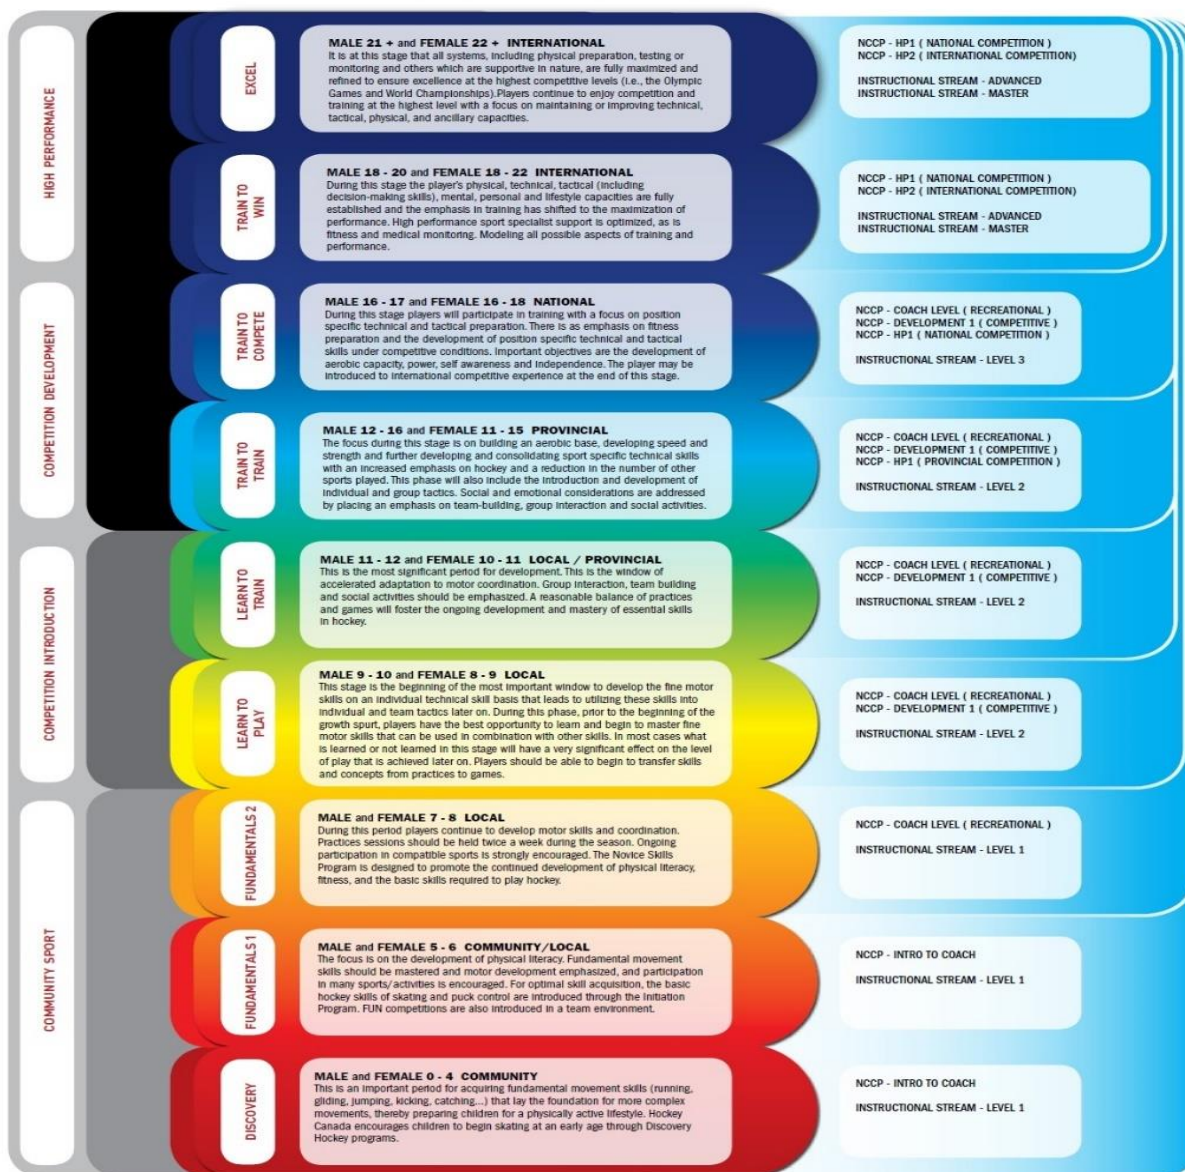 HIGH PERFORMANCE
EXCEL
MALE 21 + and FEMALE 22 + INTERNATIONAL
It is at this stage that all systems, including physical preparation, testing or
monitoring and others which are supportive in nature, are fully maximized and
refined to ensure excellence at the highest competitive levels (i.e., the Olympic
Games and World Championships).Players continue to enjoy competition and
training at the highest level with a focus on maintaining or improving technical,
tactical, physical, and ancillary capacities.
NCCP - HP1 ( NATIONAL COMPETITION )
NCCP - HP2 ( INTERNATIONAL COMPETITION)
INSTRUCTIONAL STREAM - ADVANCED
INSTRUCTIONAL STREAM - MASTER
TRAIN TO
WIN
MALE 18 - 20 and FEMALE 18 - 22 INTERNATIONAL
During this stage the player's physical, technical, tactical (including
decision-making skills), mental, personal and lifestyle capacities are fully
established and the emphasis in training has shifted to the maximization of
performance. High performance sport specialist support is optimized, as is
fitness and medical monitoring. Modeling all possible aspects of training and
performance.
NCCP - HP1 ( NATIONAL COMPETITION )
NCCP - HP2 ( INTERNATIONAL COMPETITION)
INSTRUCTIONAL STREAM - ADVANCED
INSTRUCTIONAL STREAM - MASTER
COMPETITION DEVELOPMENT
TRAIN TO
COMPETE
MALE 16 - 17 and FEMALE 16 - 18 NATIONAL
During this stage players will participate in training with a focus on position
specific technical and tactical preparation. There is as emphasis on fitness
preparation and the development of position specific technical and tactical
skills under competitive conditions. Important objectives are the development of
aerobic capacity, power, self awareness and independence. The player may be
introduced to international competitive experience at the end of this stage.
NCCP - COACH LEVEL ( RECREATIONAL )
NCCP - DEVELOPMENT 1 ( COMPETITIVE )
NCCP - HP1 ( NATIONAL COMPETITION )
INSTRUCTIONAL STREAM - LEVEL 3
TRAIN TO
TRAIN
MALE 12 - 16 and FEMALE 11 - 15 PROVINCIAL
The focus during this stage is on building an aerobic base, developing speed and
strength and further developing and consolidating sport specific technical skills
with an increased emphasis on hockey and a reduction in the number of other
sports played. This phase will also include the introduction and development of
individual and group tactics. Social and emotional considerations are addressed
by placing an emphasis on team-building, group interaction and social activities.
NCCP - COACH LEVEL ( RECREATIONAL )
NCCP - DEVELOPMENT 1 ( COMPETITIVE )
NCCP - HP1 ( PROVINCIAL COMPETITION )
INSTRUCTIONAL STREAM - LEVEL 2
COMPETITION INTRODUCTION
LEARN TO
TRAIN
MALE 11 - 12 and FEMALE 10 - 11 LOCAL / PROVINCIAL
This is the most significant period for development. This is the window of
accelerated adaptation to motor coordination. Group interaction, team building
and social activities should be emphasized. A reasonable balance of practices
and games will foster the ongoing development and mastery of essential skills
in hockey.
NCCP - COACH LEVEL ( RECREATIONAL )
NCCP - DEVELOPMENT 1 ( COMPETITIVE )
INSTRUCTIONAL STREAM - LEVEL 2
LEARN TO
PLAY
MALE 9 - 10 and FEMALE 8 - 9 LOCAL
This stage is the beginning of the most important window to develop the fine motor
skills on an individual technical skill basis that leads to utilizing these skills into
individual and team tactics later on. During this phase, prior to the beginning of the
growth spurt, players have the best opportunity to learn and begin to master fine
motor skills that can be used in combination with other skills. In most cases what
is learned or not learned in this stage will have a very significant effect on the level
of play that is achieved later on. Players should be able to begin to transfer skills
and concepts from practices to games.
NCCP - COACH LEVEL ( RECREATIONAL )
NCCP - DEVELOPMENT 1 ( COMPETITIVE )
INSTRUCTIONAL STREAM - LEVEL 2
COMMUNITY SPORT
FUNDAMENTALS 2
MALE and FEMALE 7 - 8 LOCAL
During this period players continue to develop motor skills and coordination.
Practices sessions should be held twice a week during the season. Ongoing
participation in compatible sports is strongly encouraged. The Novice Skills
Program is designed to promote the continued development of physical literacy,
fitness, and the basic skills required to play hockey.
NCCP - COACH LEVEL ( RECREATIONAL )
INSTRUCTIONAL STREAM - LEVEL 1
FUNDAMENTALS 1
MALE and FEMALE 5 - 6 COMMUNITY/LOCAL
The focus is on the development of physical literacy. Fundamental movement
skills should be mastered and motor development emphasized, and participation
in many sports/activities is encouraged. For optimal skill acquisition, the basic
hockey skills of skating and puck control are introduced through the Initiation
Program. FUN competitions are also introduced in a team environment.
NCCP - INTRO TO COACH
INSTRUCTIONAL STREAM - LEVEL 1
DISCOVERY
MALE and FEMALE 0 - 4 COMMUNITY
This is an important period for acquiring fundamental movement skills (running,
gliding, jumping, kicking, catching...) that lay the foundation for more complex
movements, thereby preparing children for a physically active lifestyle. Hockey
Canada encourages children to begin skating at an early age through Discovery
Hockey programs.
NCCP - INTRO TO COACH
INSTRUCTIONAL STREAM - LEVEL 1